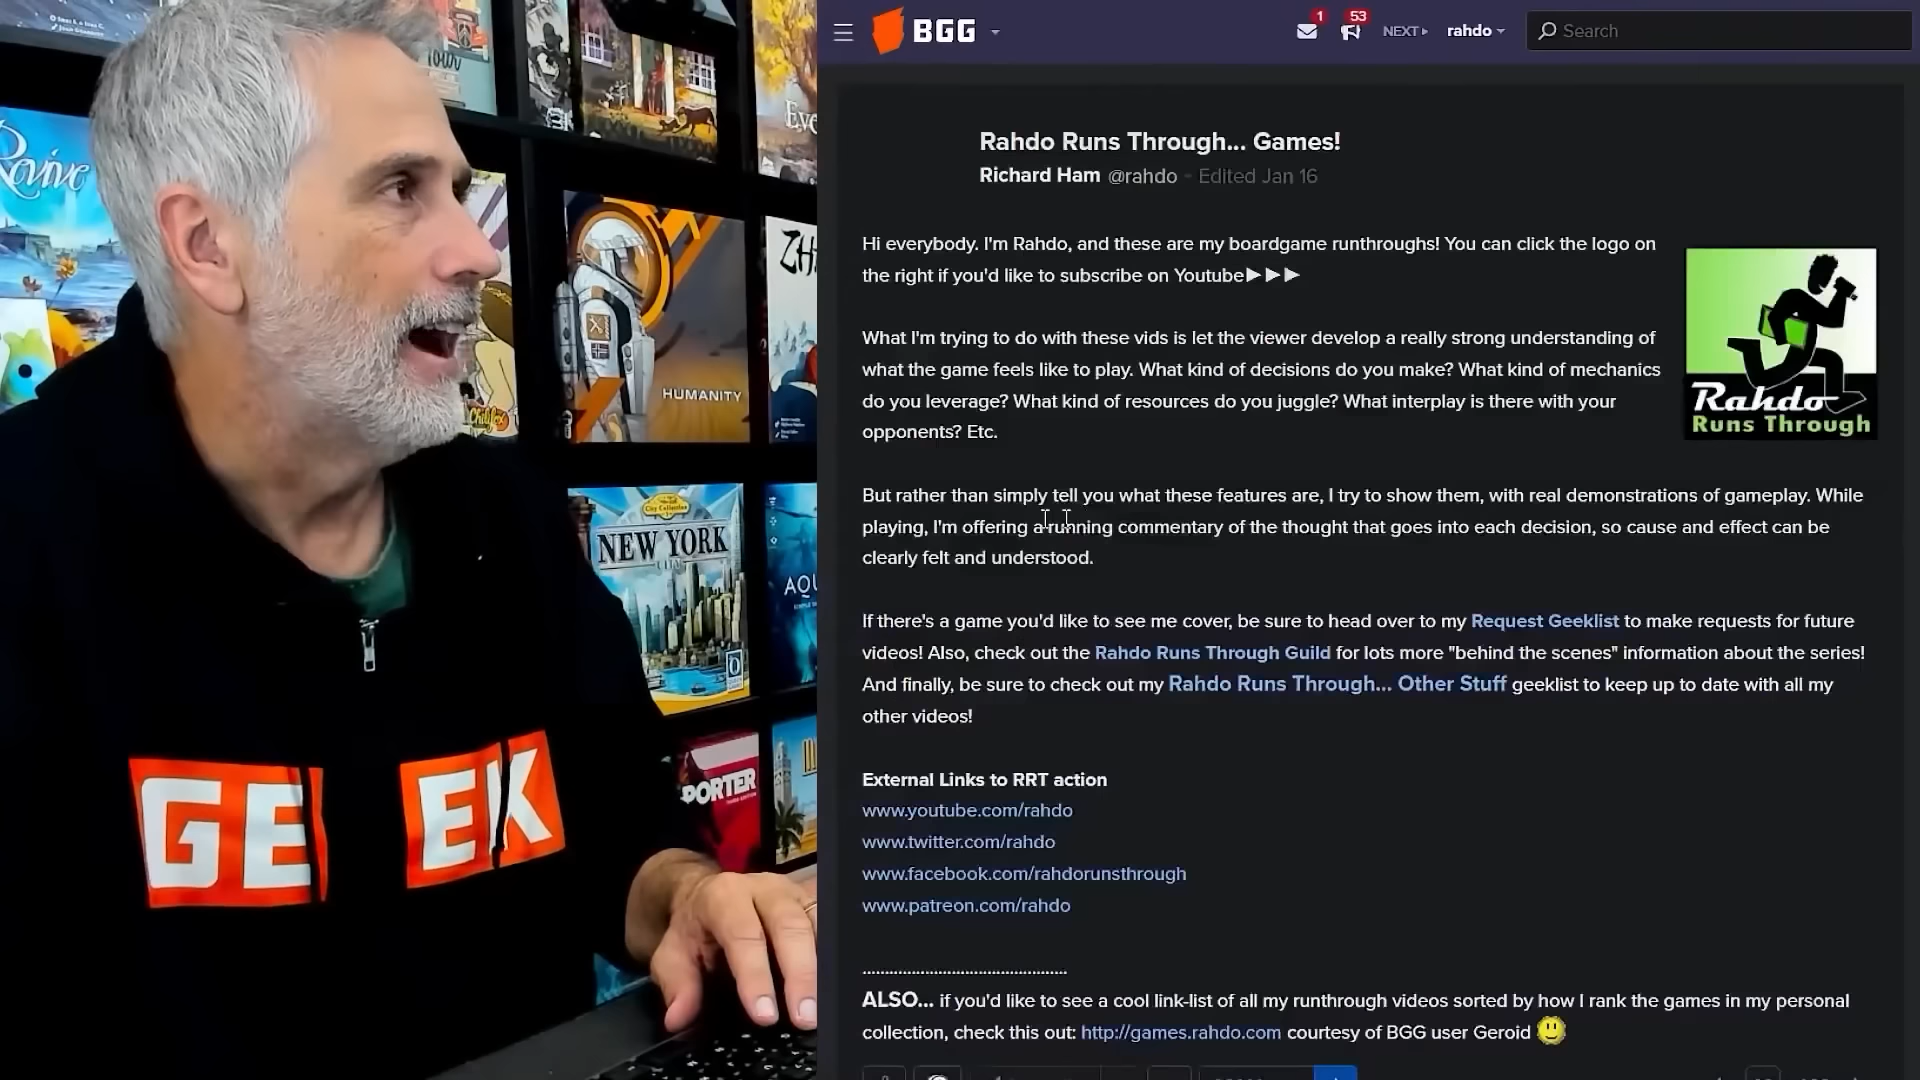 BGG
1
53
NEXT
rahdo
Search
Rahdo Runs Through... Games!
Richard Ham @rahdo - Edited Jan 16
Hi everybody. I'm Rahdo, and these are my boardgame runthroughs! You can click the logo on
the right if you'd like to subscribe on Youtube▶▶▶
What I'm trying to do with these vids is let the viewer develop a really strong understanding of
what the game feels like to play. What kind of decisions do you make? What kind of mechanics
do you leverage? What kind of resources do you juggle? What interplay is there with your
opponents? Etc.
Rahdo
Runs Through
But rather than simply tell you what these features are, I try to show them, with real demonstrations of gameplay. While
playing, I'm offering a running commentary of the thought that goes into each decision, so cause and effect can be
clearly felt and understood.
If there's a game you'd like to see me cover, be sure to head over to my Request Geeklist to make requests for future
videos! Also, check out the Rahdo Runs Through Guild for lots more "behind the scenes" information about the series!
And finally, be sure to check out my Rahdo Runs Through... Other Stuff geeklist to keep up to date with all my
other videos!
External Links to RRT action
www.youtube.com/rahdo
www.twitter.com/rahdo
www.facebook.com/rahdorunsthrough
www.patreon.com/rahdo
..............................................
ALSO... if you'd like to see a cool link-list of all my runthrough videos sorted by how I rank the games in my personal
collection, check this out: http://games.rahdo.com courtesy of BGG user Geroid
Revive
HUMANITY
Chilifox
City Collection
NEW YORK
CITY
PORTER
GE EK